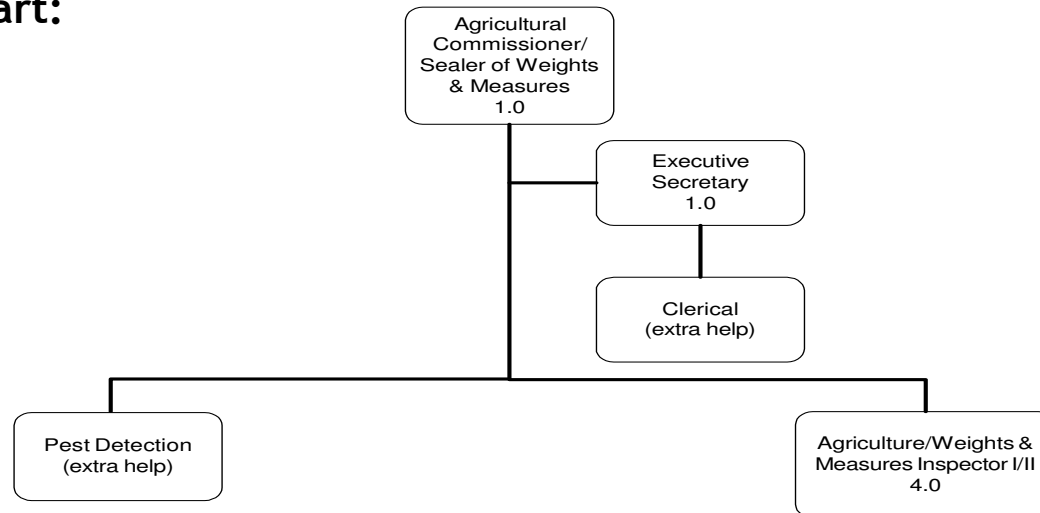 art:
Agricultural
Commissioner/
Sealer of Weights
& Measures
1.0
Executive
Secretary
1.0
Clerical
(extra help)
Pest Detection
(extra help)
Agriculture/Weights &
Measures Inspector I/II
4.0